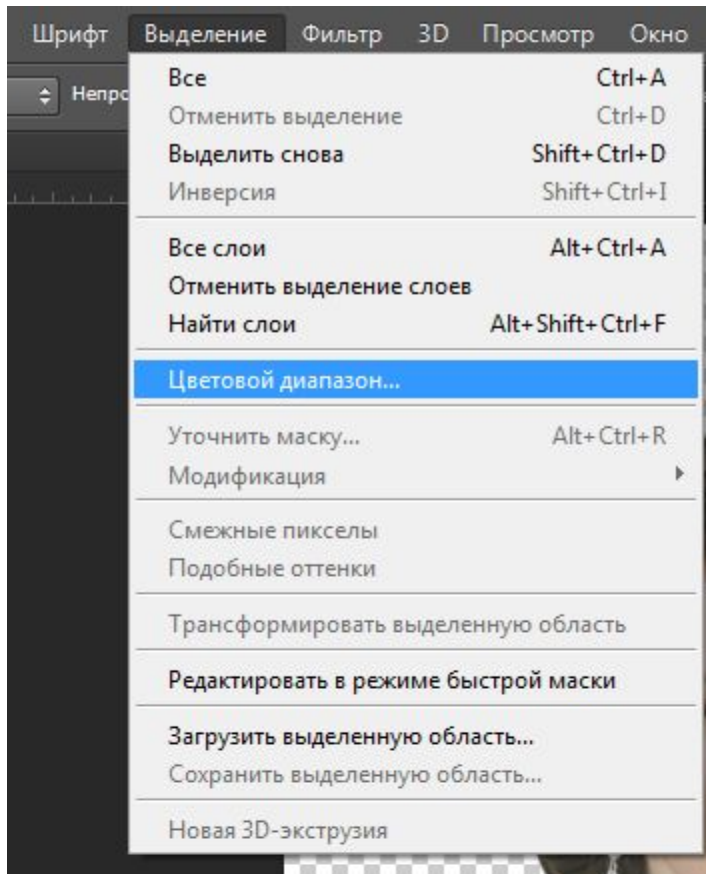 Шрифт Выделение Фильтр 3D Просмотр Окно
Непро
Все Ctrl+A
Отменить выделение Ctrl+D
Выделить снова Shift+Ctrl+D
Инверсия Shift+Ctrl+I
Все слои Alt+Ctrl+A
Отменить выделение слоев
Найти слои Alt+Shift+Ctrl+F
Цветовой диапазон...
Уточнить маску... Alt+Ctrl+R
Модификация
Смежные пикселы
Подобные оттенки
Трансформировать выделенную область
Редактировать в режиме быстрой маски
Загрузить выделенную область...
Сохранить выделенную область...
Новая 3D-экструзия